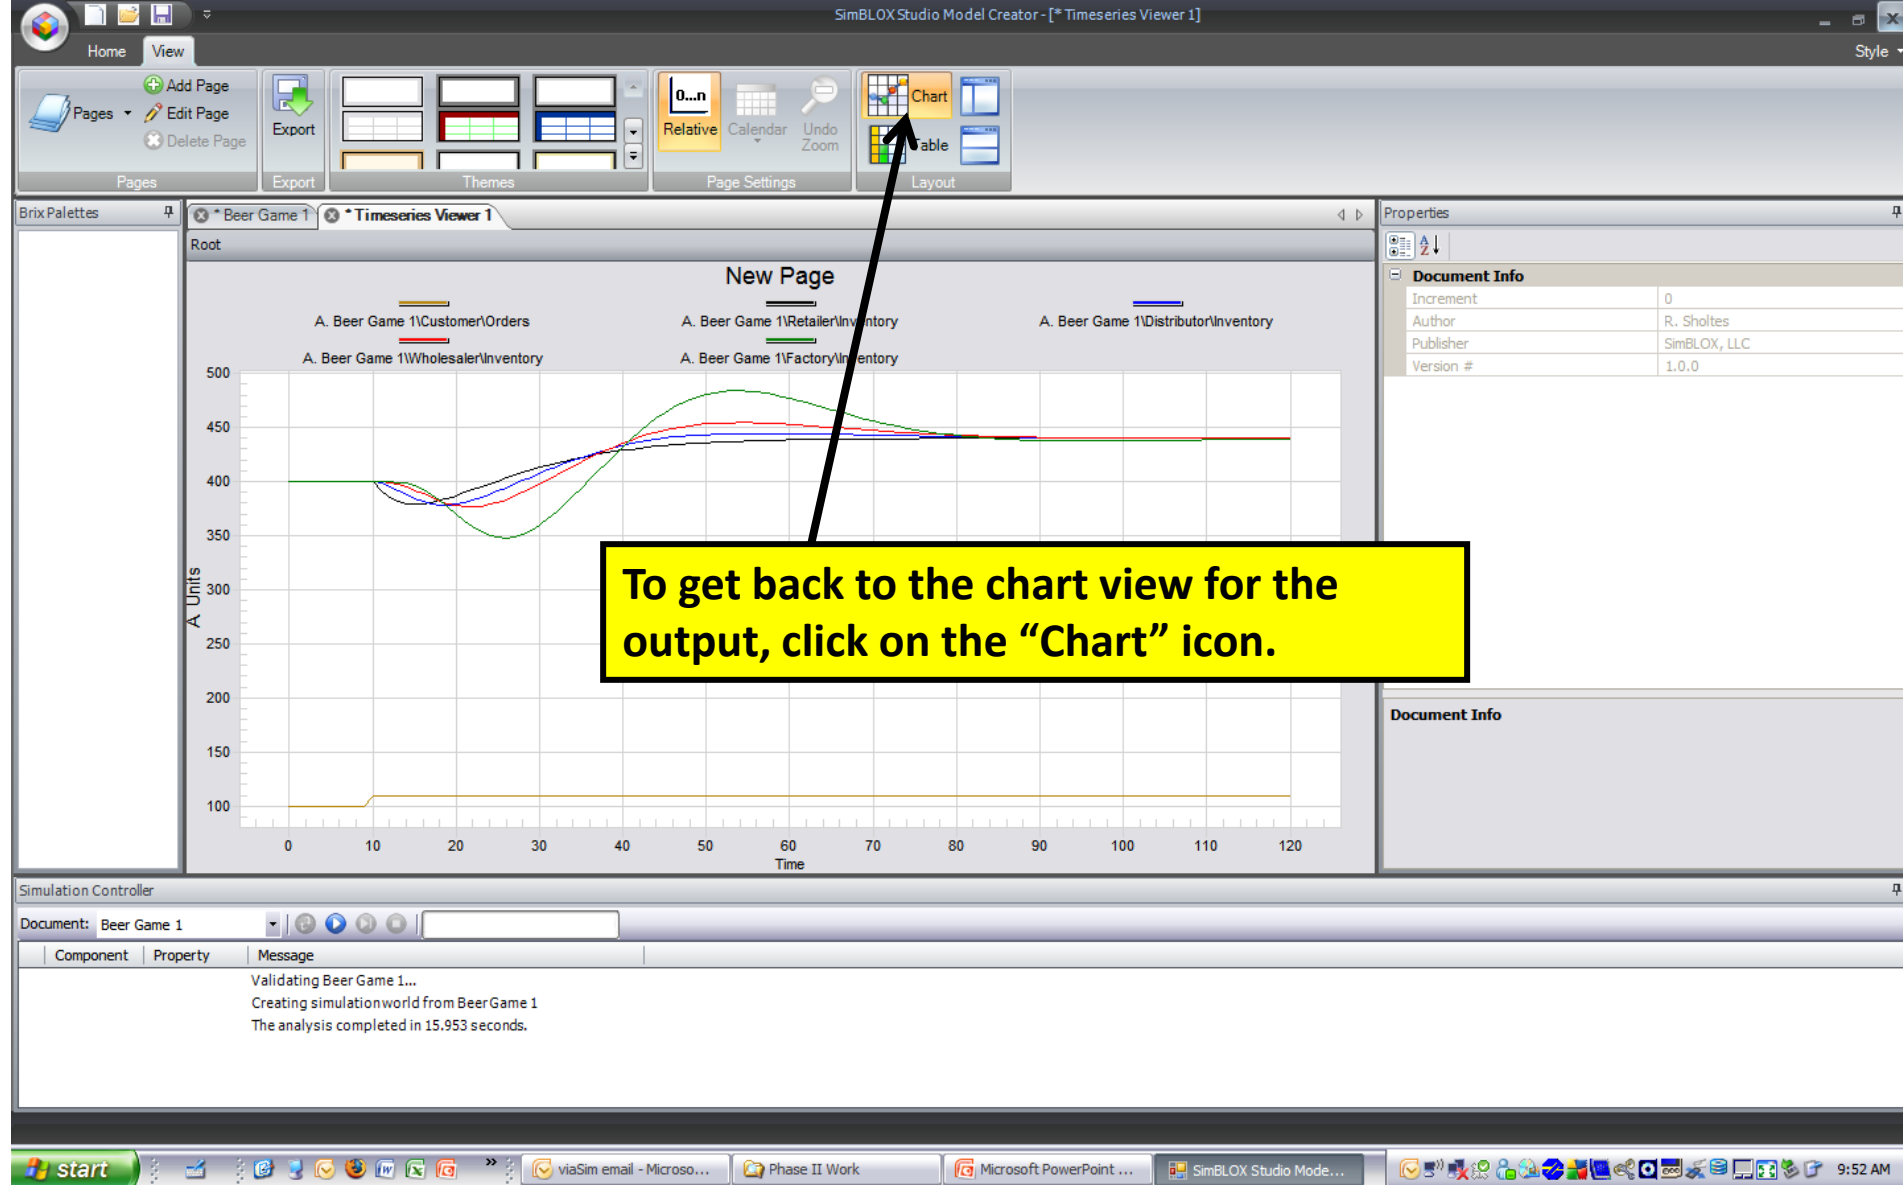 SimBLOX Studio Model Creator - [* Timeseries Viewer 1]
Home View Style
Pages
Add Page
Edit Page
Delete Page
Export
Relative
Calendar
Undo
Zoom
Chart
Table
0...n
Pages Export Themes Page Settings Layout
Brix Palettes
* Beer Game 1 * Timeseries Viewer 1
Root
New Page
A. Beer Game 1\Customer\Orders A. Beer Game 1\Retailer\Inventory A. Beer Game 1\Distributor\Inventory
A. Beer Game 1\Wholesaler\Inventory A. Beer Game 1\Factory\Inventory
500
450
400
350
300
250
200
150
100
A Units
0 10 20 30 40 50 60 70 80 90 100 110 120
Time
To get back to the chart view for the
output, click on the “Chart” icon.
Properties
Document Info
Increment 0
Author R. Sholtes
Publisher SimBLOX, LLC
Version # 1.0.0
Document Info
Simulation Controller
Document: Beer Game 1
Component Property Message
Validating Beer Game 1...
Creating simulation world from Beer Game 1
The analysis completed in 15.953 seconds.
start viaSim email - Microso... Phase II Work Microsoft PowerPoint ... SimBLOX Studio Mode... 9:52 AM